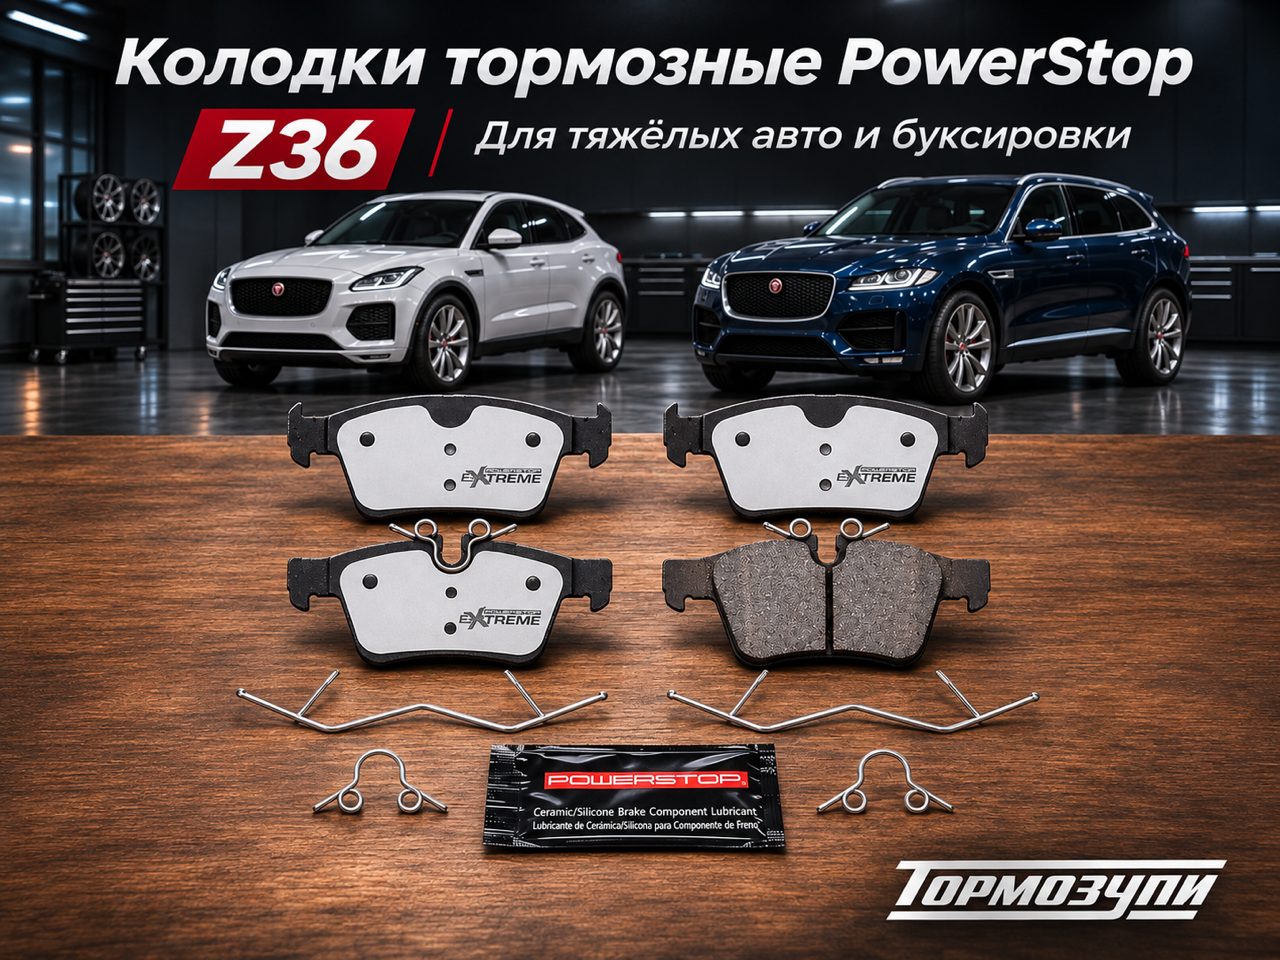 Колодки тормозные PowerStop
Z36
Для тяжёлых авто и буксировки
POWERSTOP
EXTREME
POWERSTOP
EXTREME
POWERSTOP
EXTREME
POWERSTOP
Ceramic/Silicone Brake Component Lubricant
Lubricante de Cerámica/Silicona para Componente de Freno
ТОРМОЗУПИ